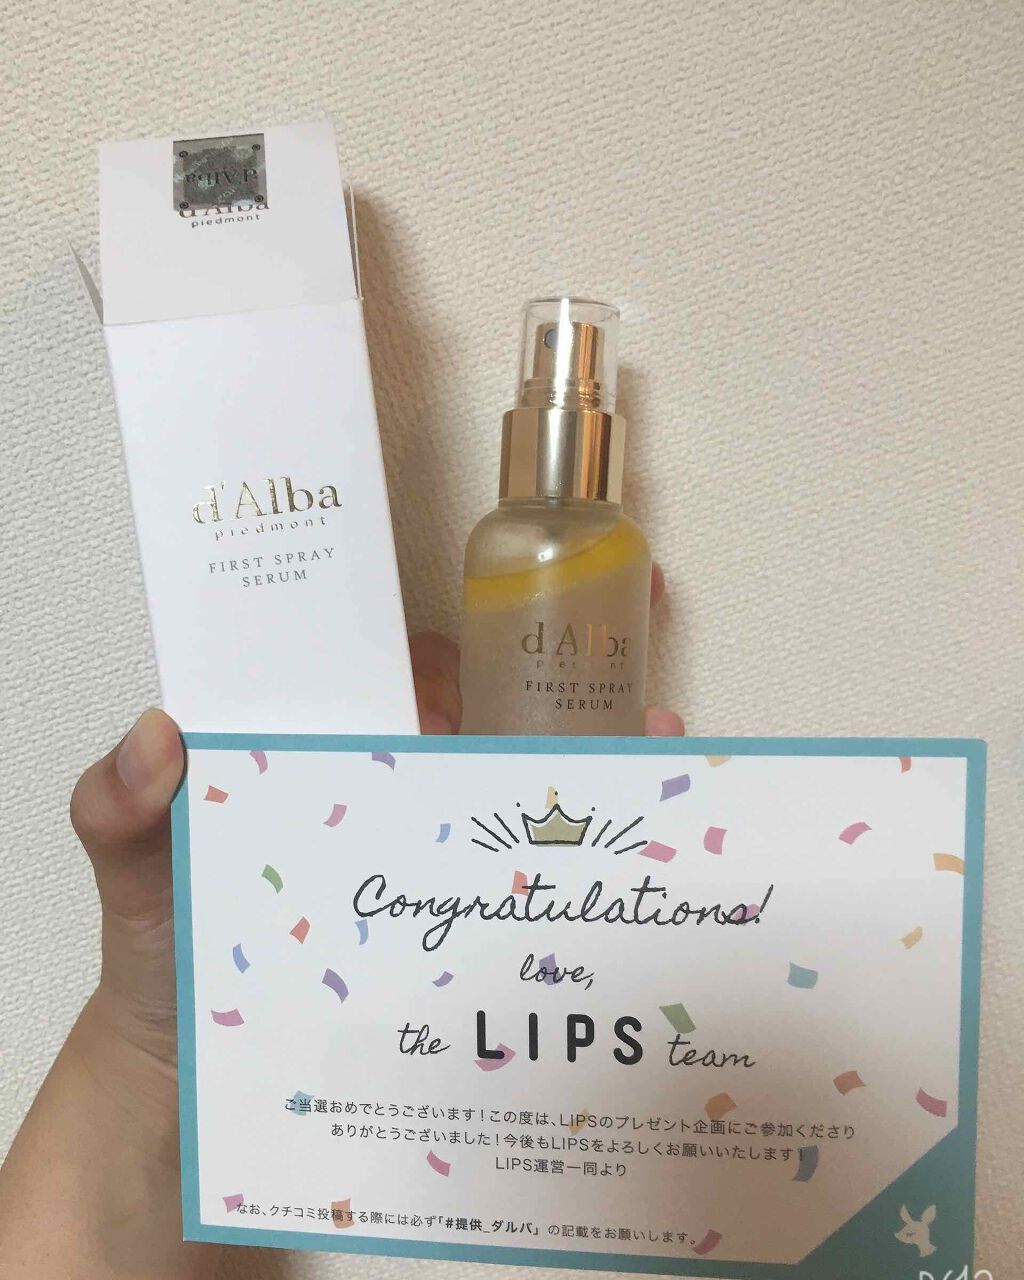 d'Alba
d'Alba
piedmont
d'Alba
piedmont
FIRST SPRAY
SERUM
d'Alba
piedmont
FIRST SPRAY
SERUM
Congratulations!
love,
the LIPS team
ご当選おめでとうございます！この度は、LIPSのプレゼント企画にご参加くださり
ありがとうございました！今後もLIPSをよろしくお願いいたします！
LIPS運営一同より
なお、クチコミ投稿する際には必ず「#提供_ダルバ」の記載をお願いします。